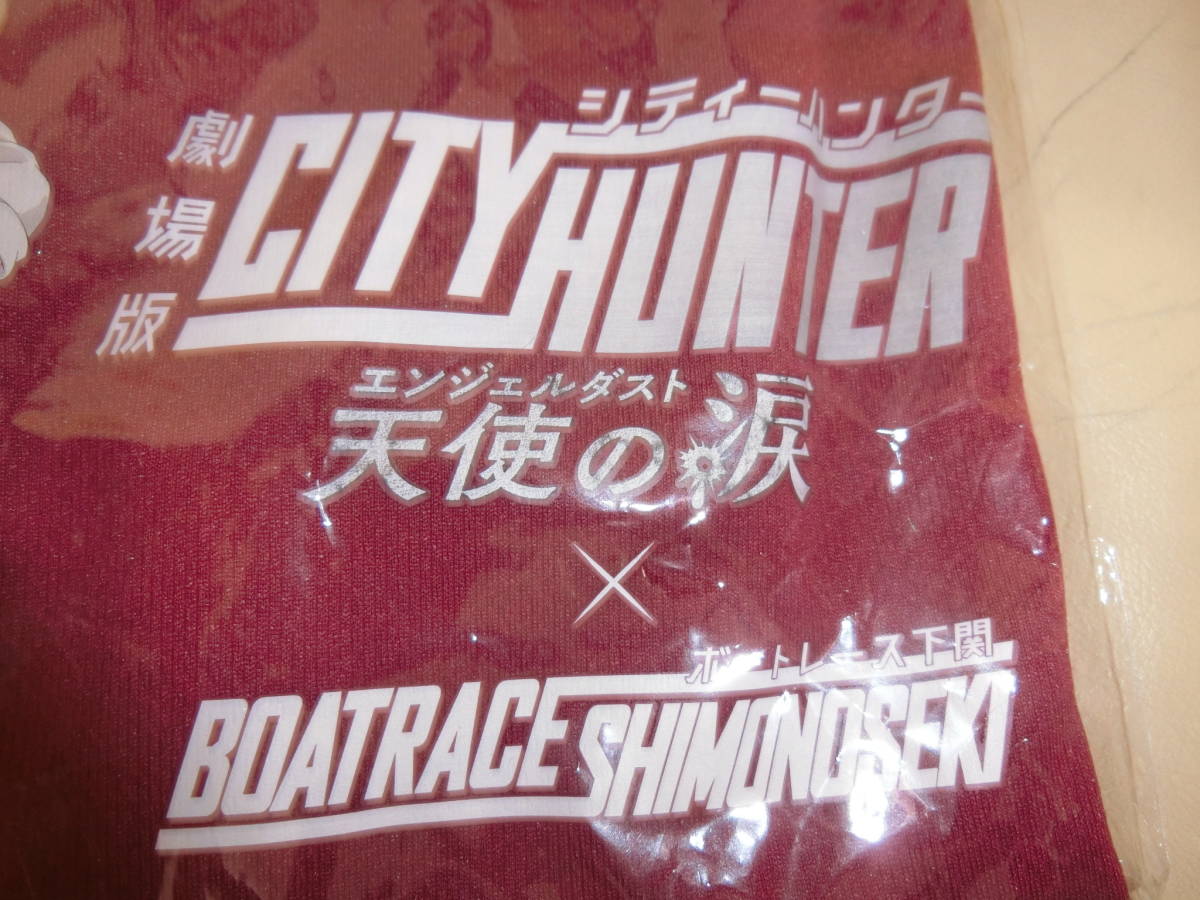 劇場版
シティーハンター
CITY HUNTER
エンジェルダスト
天使の涙
×
ボートレース下関
BOATRACE SHIMONOSEKI